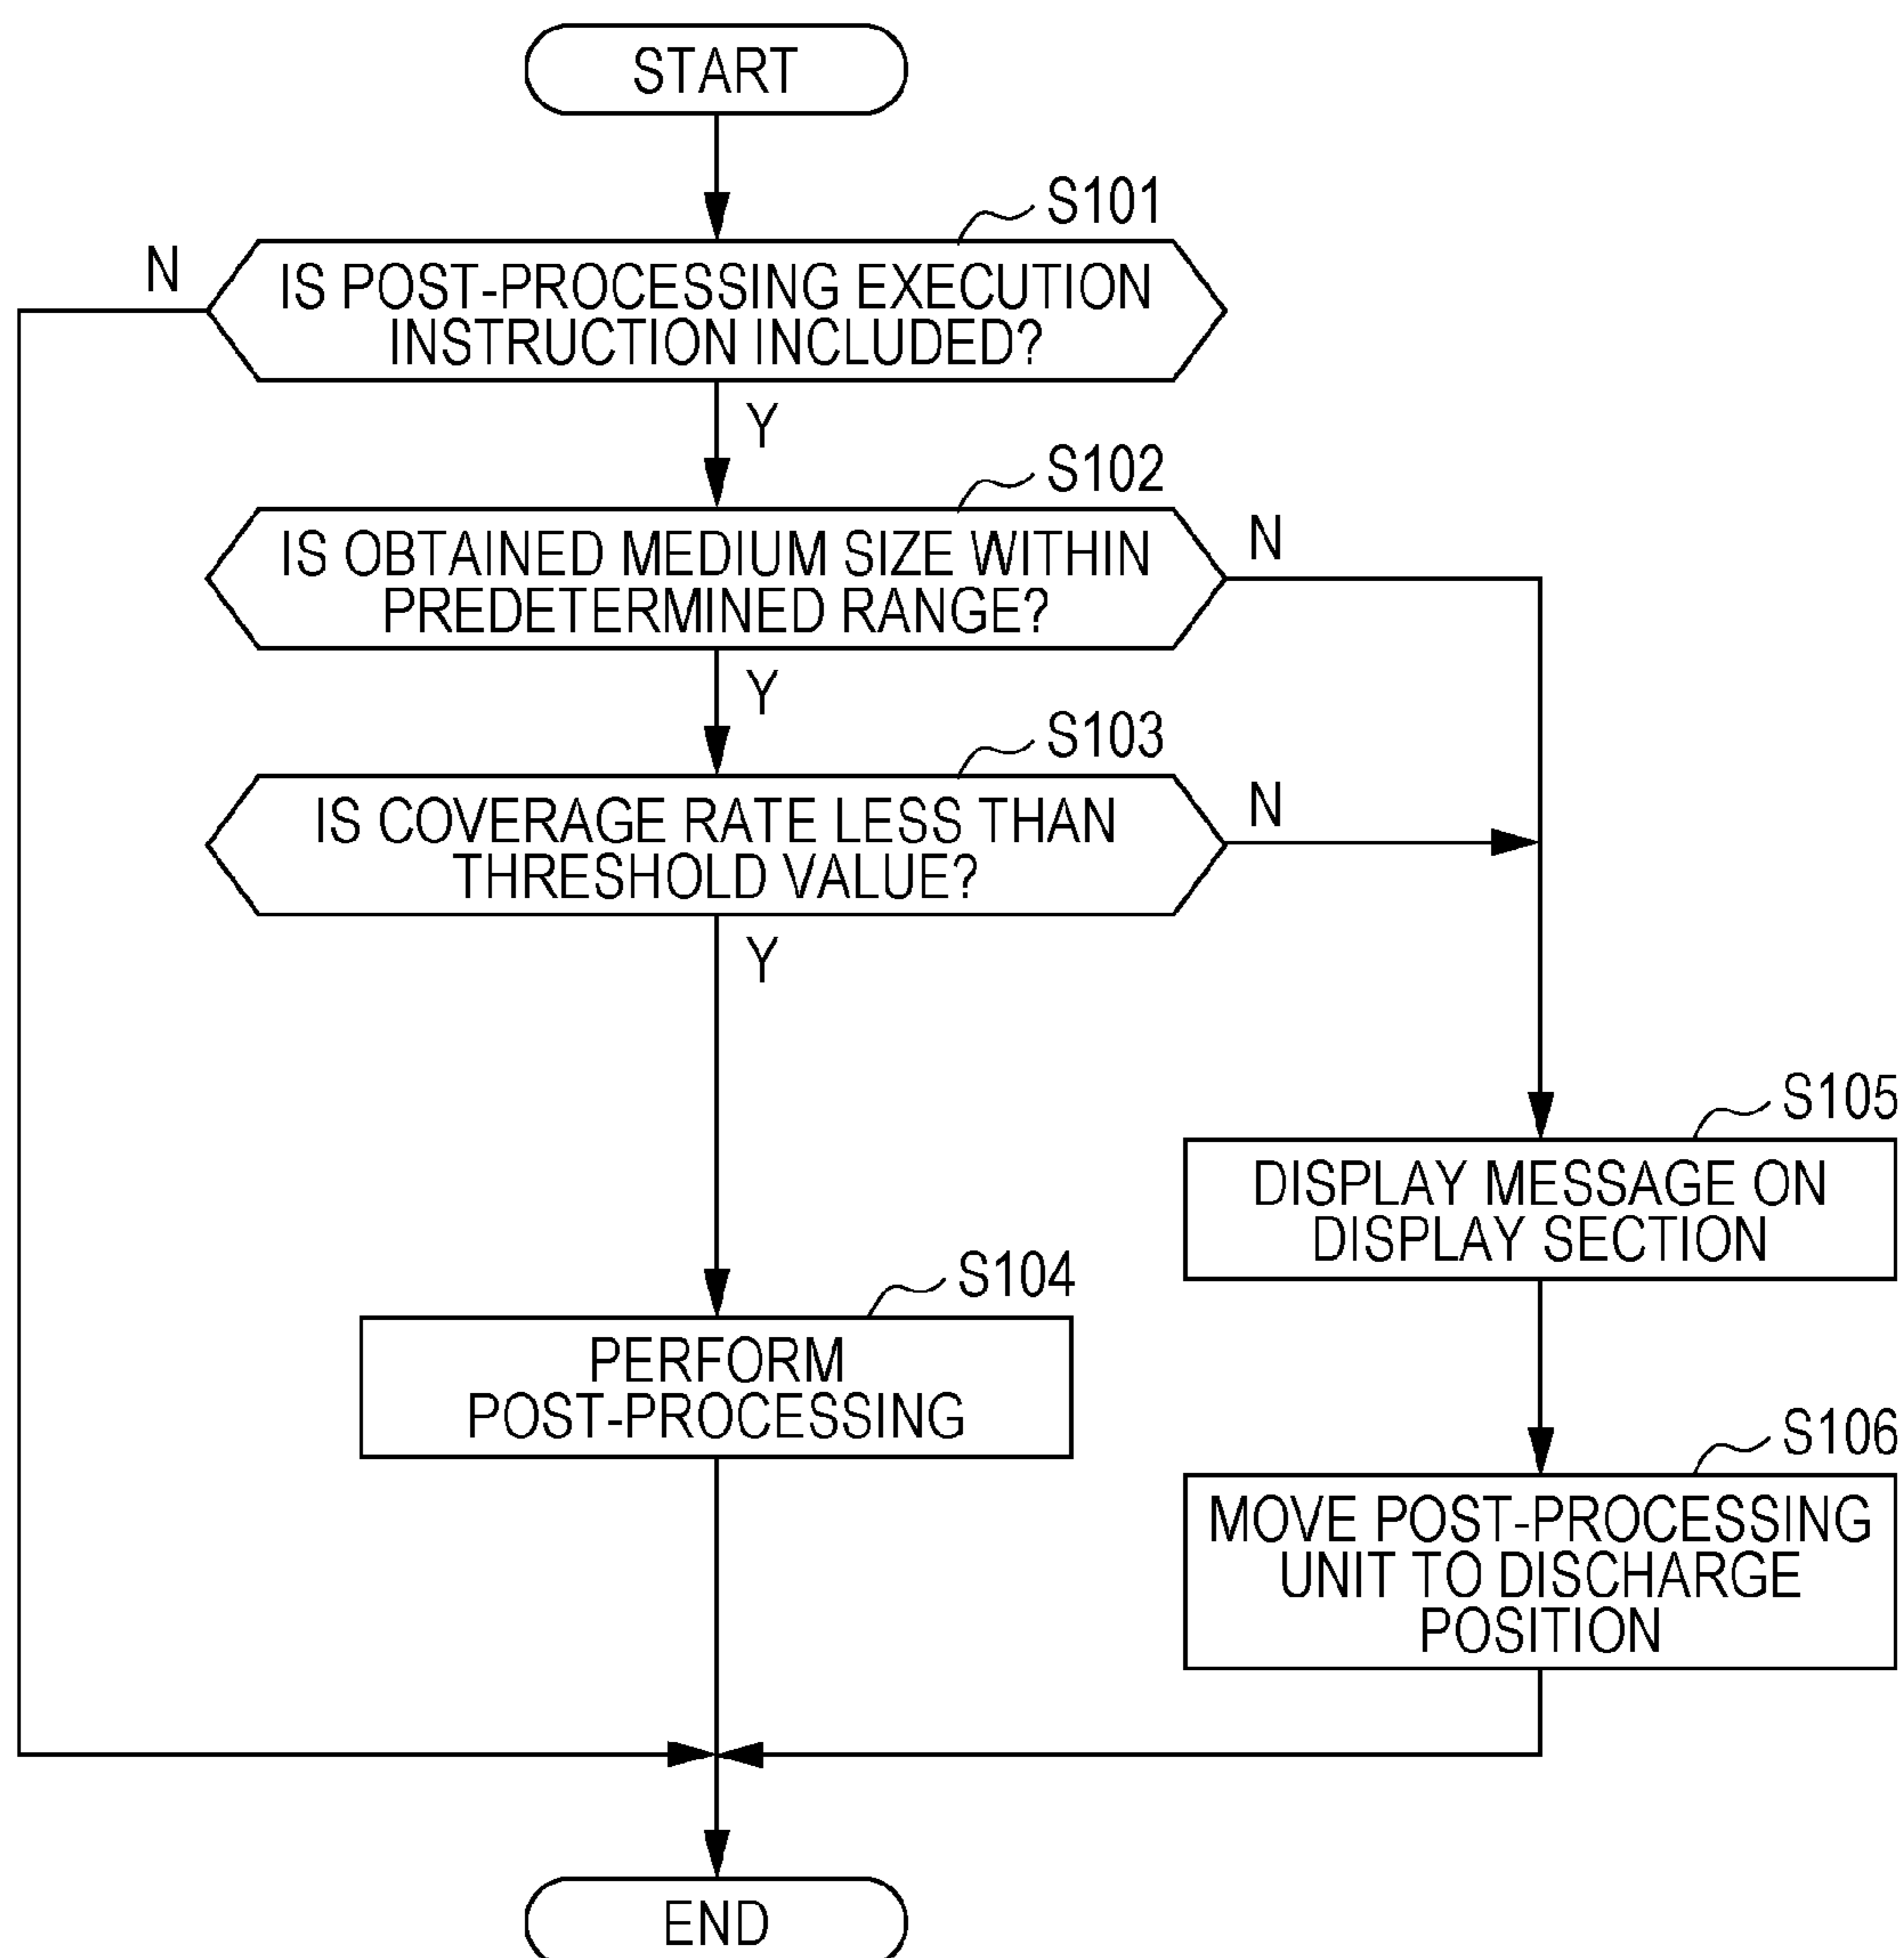 START
S101
N
IS POST-PROCESSING EXECUTION
INSTRUCTION INCLUDED?
Y
S102
IS OBTAINED MEDIUM SIZE WITHIN
PREDETERMINED RANGE?
N
Y
S103
IS COVERAGE RATE LESS THAN
THRESHOLD VALUE?
N
Y
S105
DISPLAY MESSAGE ON
DISPLAY SECTION
S104
PERFORM
POST-PROCESSING
S106
MOVE POST-PROCESSING
UNIT TO DISCHARGE
POSITION
END